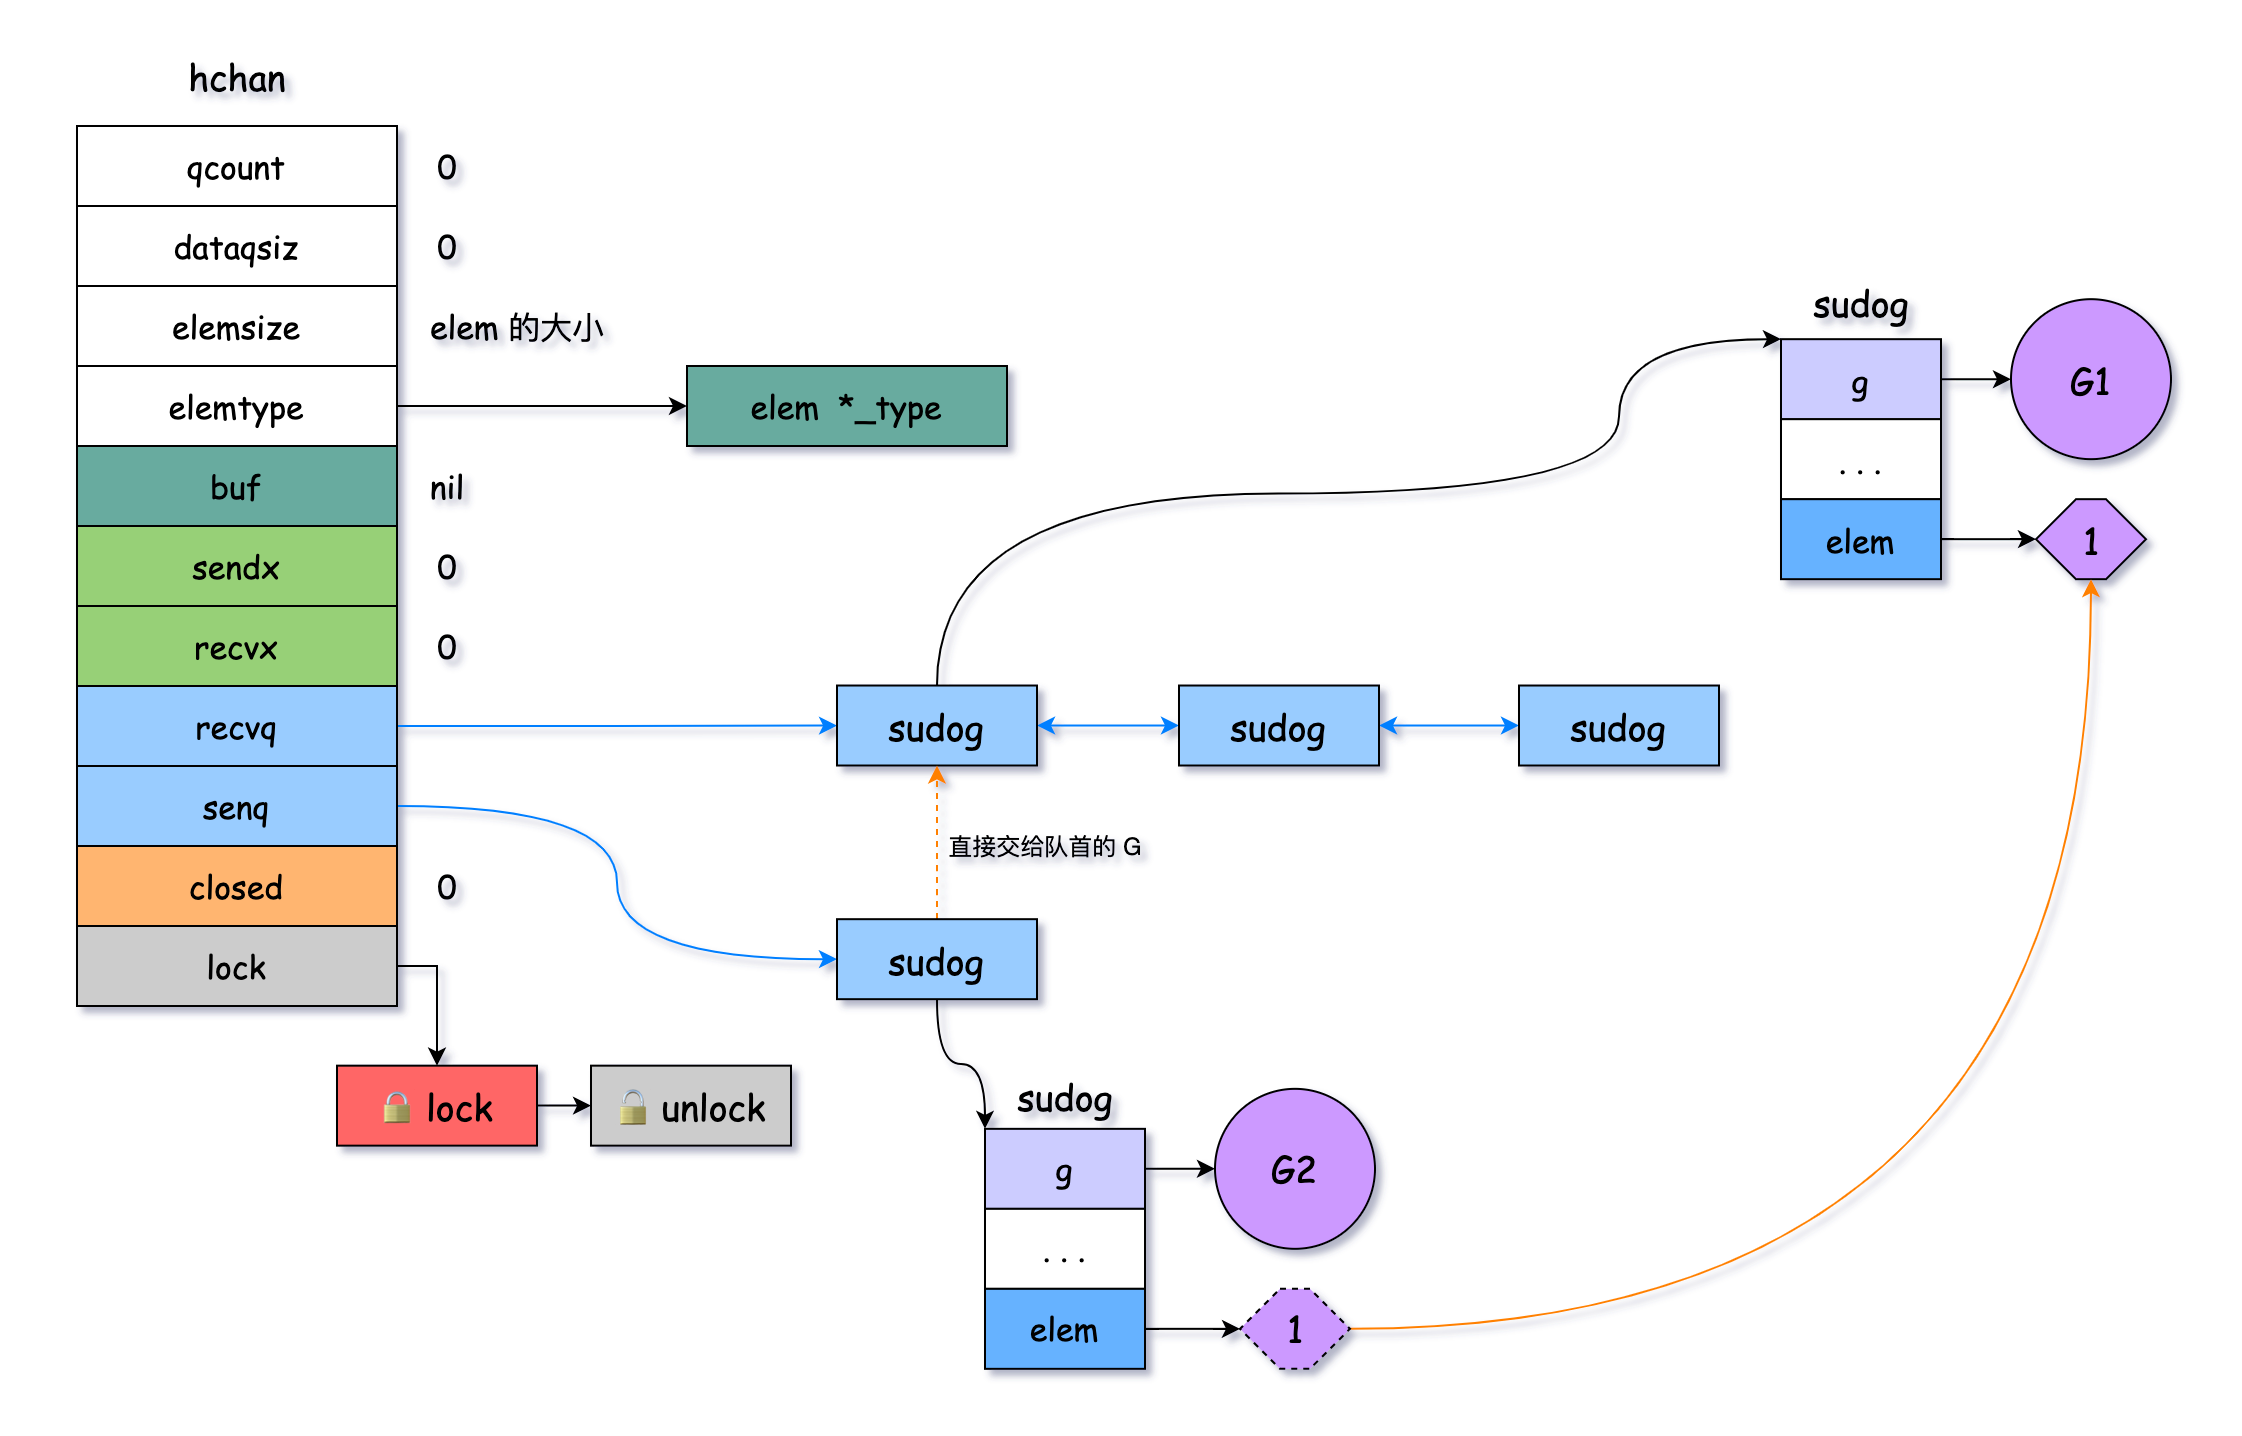 hchan
qcount 0
dataqsiz 0
elemsize elem 的大小
elemtype elem *_type
buf nil
sendx 0
recvx 0
sudog
g G1
...
elem 1
recvq sudog sudog sudog
senq
直接交给队首的 G
closed 0
lock sudog
🔒 lock 🔓 unlock
sudog
g G2
...
elem 1